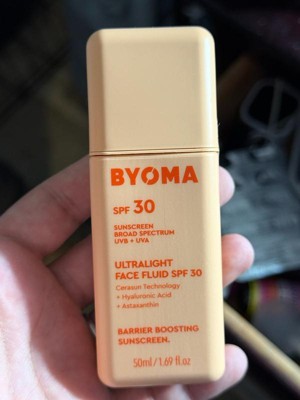 BYOMA
SPF 30
SUNSCREEN
BROAD SPECTRUM
UVB + UVA
ULTRALIGHT
FACE FLUID SPF 30
Cerasun Technology
+ Hyaluronic Acid
+ Astaxanthin
BARRIER BOOSTING
SUNSCREEN.
50ml / 1.69 fl.oz